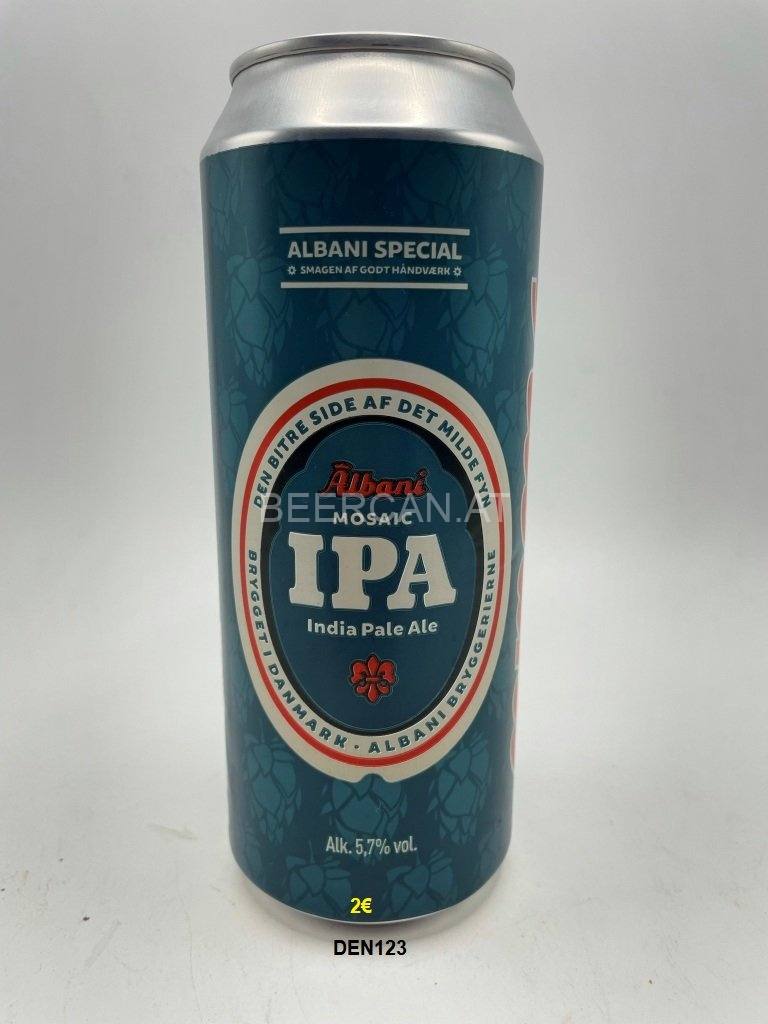 ALBANI SPECIAL
SMAGEN AF GODT HÅNDVÆRK
DEN BITRE SIDE AF DET MILDE FYN
Albani
BEERCAN.AT
MOSAIC
IPA
India Pale Ale
BRYGGET I DANMARK · ALBANI BRYGGERIERNE
Alk. 5,7% vol.
2€
DEN123